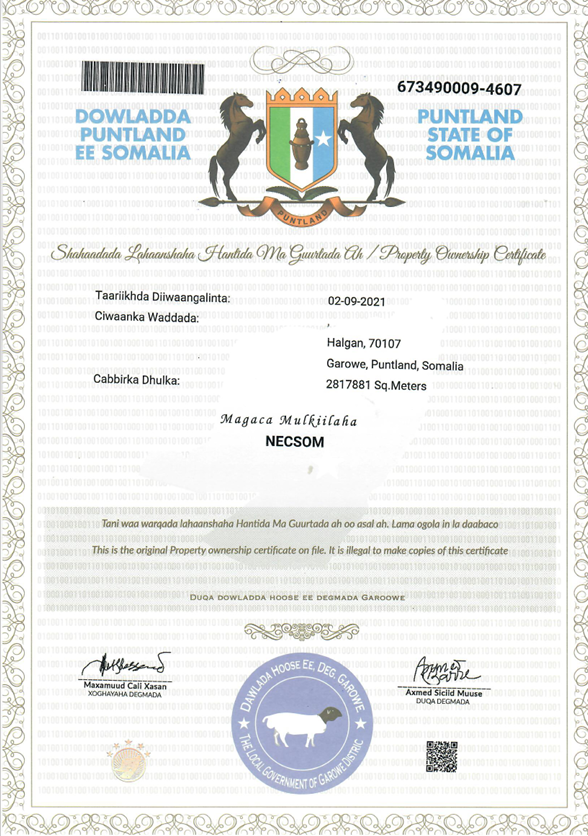 673490009-4607
DOWLADDA
PUNTLAND
EE SOMALIA
PUNTLAND
STATE OF
SOMALIA
PUNTLAND
Shahaadada Lahaanshaha Hantida Ma Guurtada Ah / Property Ownership Certificate
Taariikhda Diiwaangalinta: 02-09-2021
Ciwaanka Waddada: ,
Halgan, 70107
Garowe, Puntland, Somalia
Cabbirka Dhulka: 2817881 Sq.Meters
Magaca Mulkiilaha
NECSOM
,
Tani waa warqada lahaanshaha Hantida Ma Guurtada ah oo asal ah. Lama ogola in la daabaco
This is the original Property ownership certificate on file. It is illegal to make copies of this certificate
DUQA DOWLADDA HOOSE EE DEGMADA GAROOWE
Maxamuud Cali Xasan
XOGHAYAHA DEGMADA
DAWLADA HOOSE EE, DEG. GAROWE
THE LOCAL GOVERNMENT OF GAROWE DISTRIC
Axmed Siciid Muuse
DUQA DEGMADA